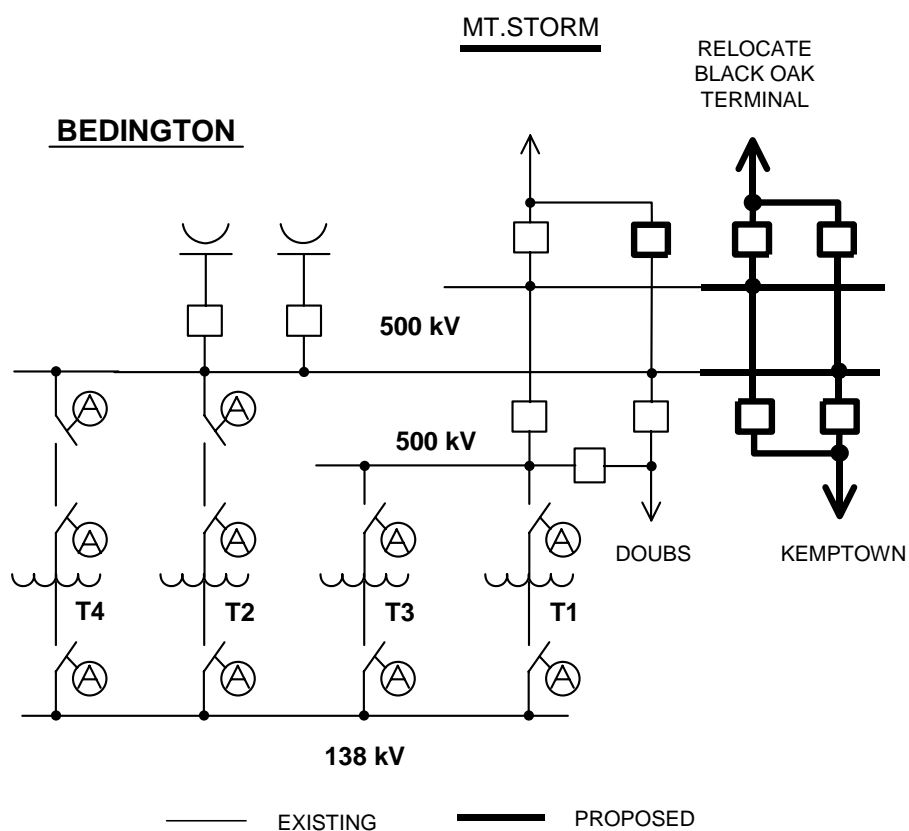 MT.STORM
RELOCATE
BLACK OAK
TERMINAL
BEDINGTON
500 kV
A
A
500 kV
A
A
A
A
DOUBS
KEMPTOWN
T4
T2
T3
T1
A
A
A
A
138 kV
EXISTING
PROPOSED